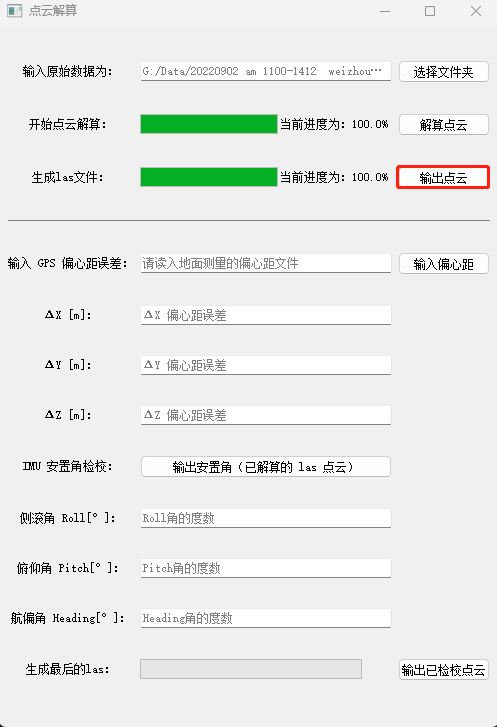 点云解算
输入原始数据为: G:/Data/20220902 am 1100-1412 weizhou… 选择文件夹
开始点云解算: 当前进度为: 100.0% 解算点云
生成las文件: 当前进度为: 100.0% 输出点云
输入 GPS 偏心距误差: 请读入地面测量的偏心距文件 输入偏心距
ΔX [m]: ΔX 偏心距误差
ΔY [m]: ΔY 偏心距误差
ΔZ [m]: ΔZ 偏心距误差
IMU 安置角检校: 输出安置角（已解算的 las 点云）
侧滚角 Roll[°]: Roll角的度数
俯仰角 Pitch[°]: Pitch角的度数
航偏角 Heading[°]: Heading角的度数
生成最后的las: 输出已检校点云